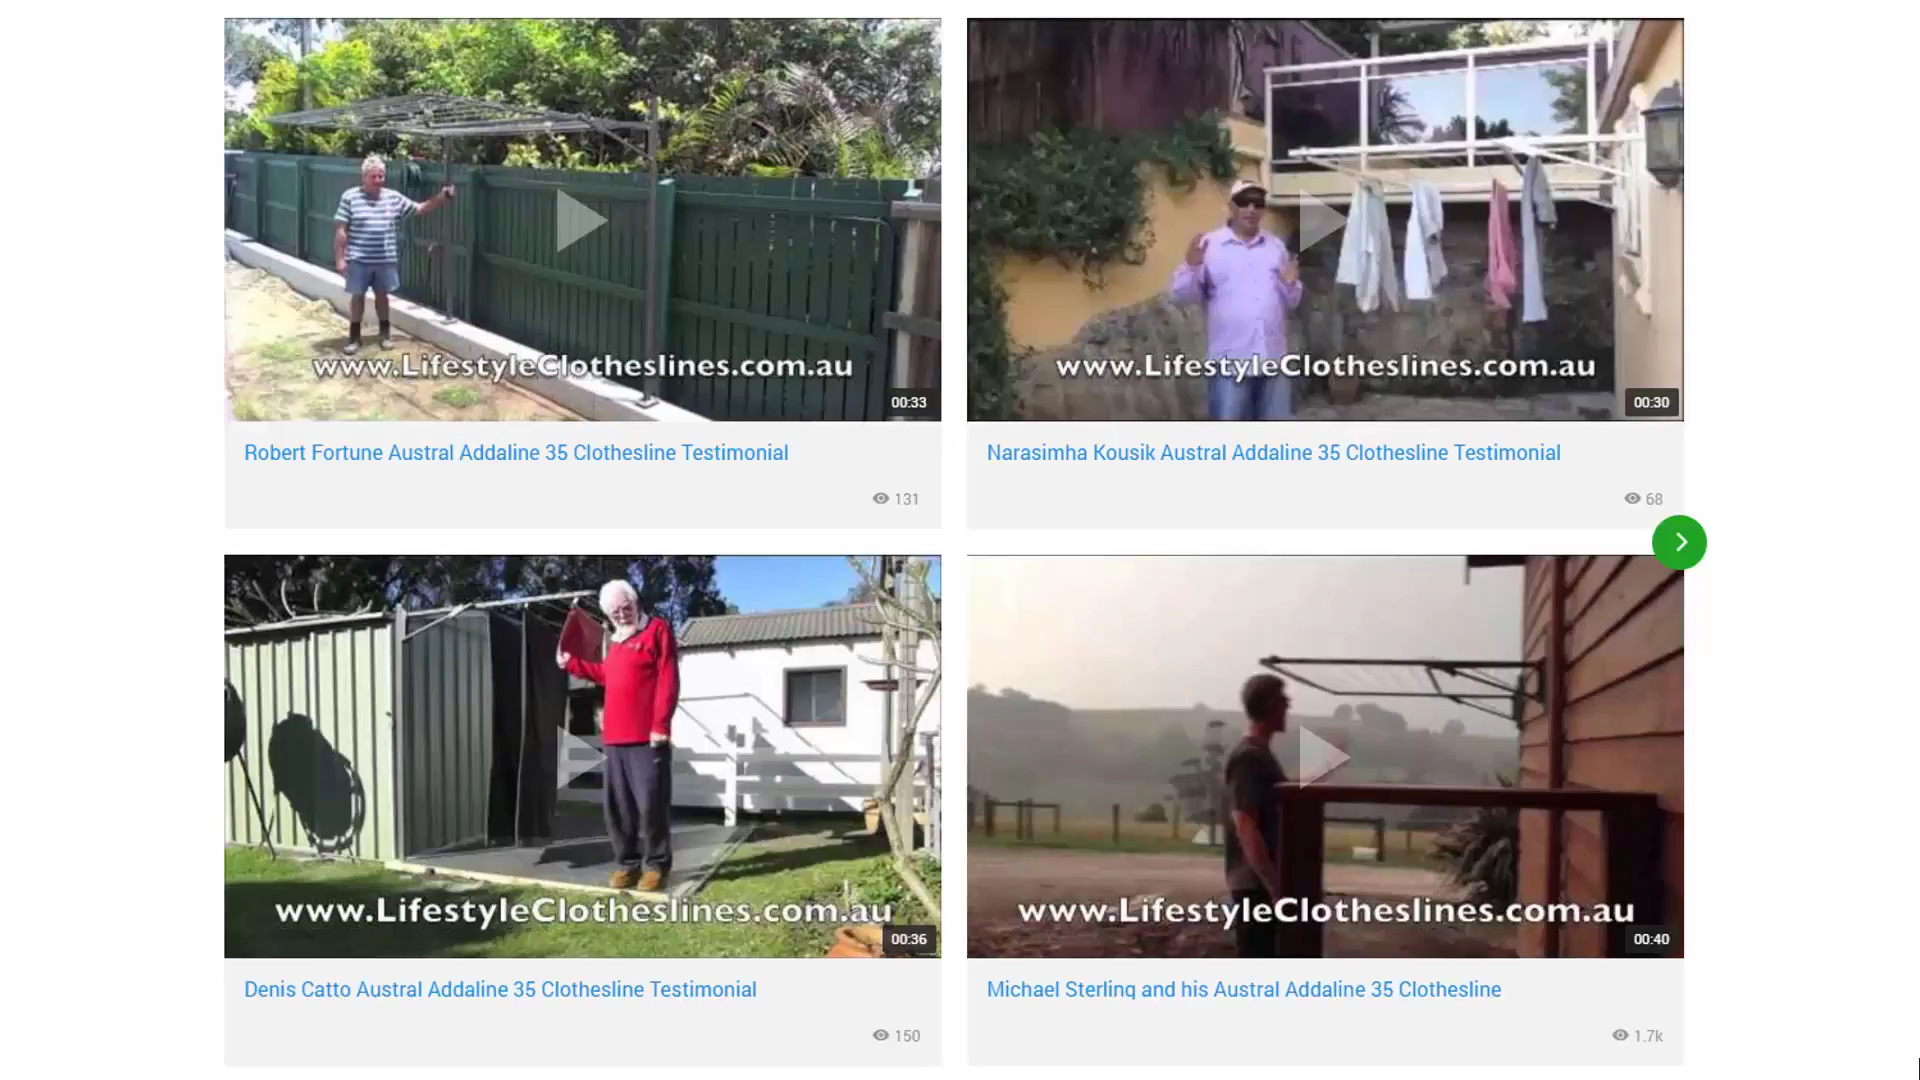 www.LifestyleClotheslines.com.au
00:33
Robert Fortune Austral Addaline 35 Clothesline Testimonial
131
www.LifestyleClotheslines.com.au
00:30
Narasimha Kousik Austral Addaline 35 Clothesline Testimonial
68
www.LifestyleClotheslines.com.au
00:36
Denis Catto Austral Addaline 35 Clothesline Testimonial
150
www.LifestyleClotheslines.com.au
00:40
Michael Sterling and his Austral Addaline 35 Clothesline
1.7k